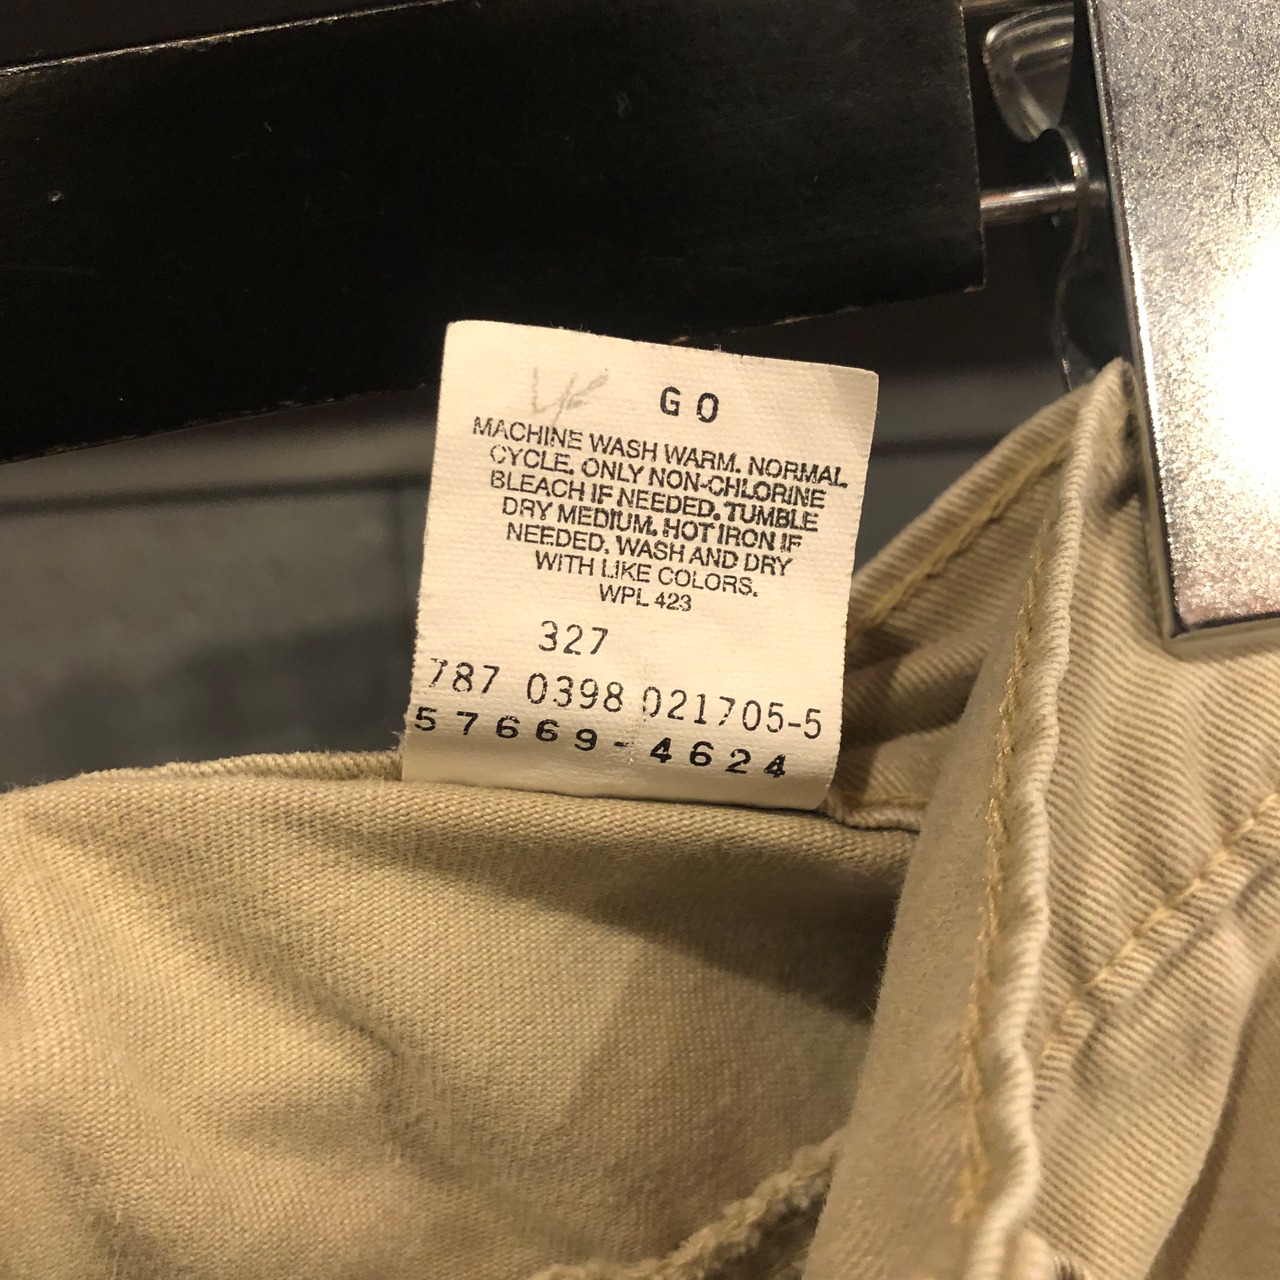 GO
MACHINE WASH WARM. NORMAL
CYCLE. ONLY NON-CHLORINE
BLEACH IF NEEDED. TUMBLE
DRY MEDIUM. HOT IRON IF
NEEDED. WASH AND DRY
WITH LIKE COLORS.
WPL 423
327
787 0398 021705-5
57669-4624